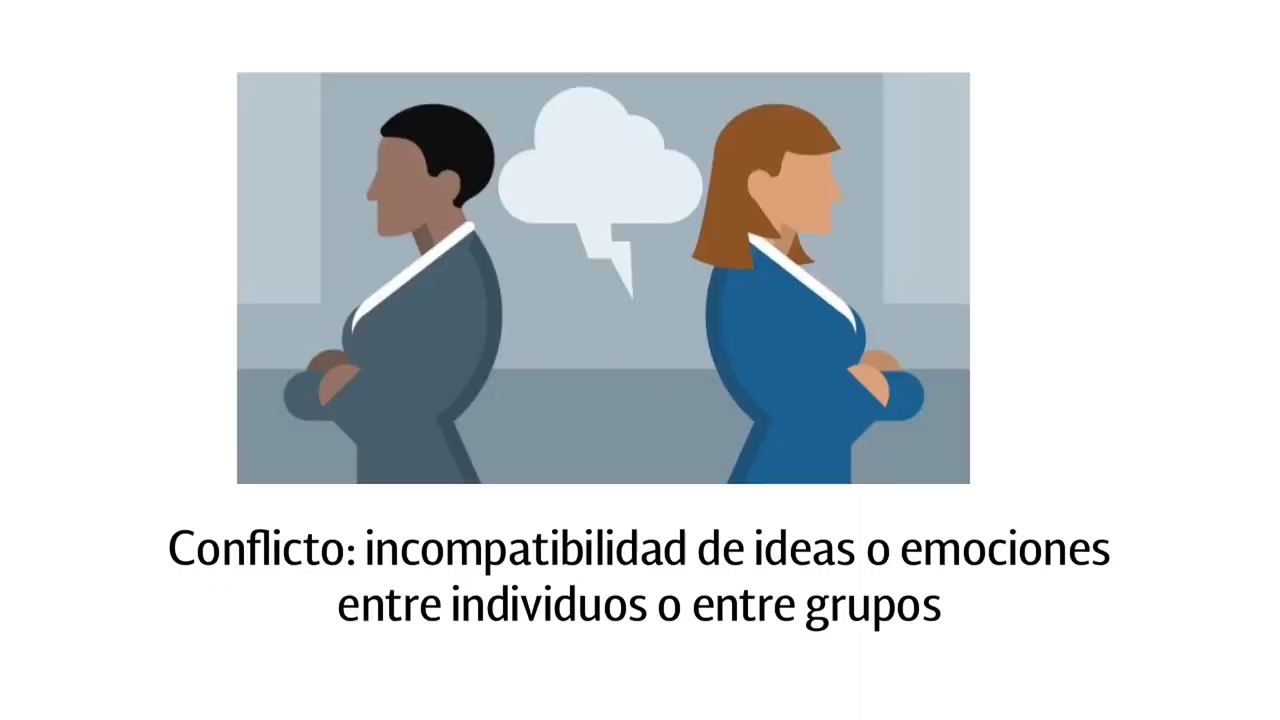 Conflicto: incompatibilidad de ideas o emociones
entre individuos o entre grupos